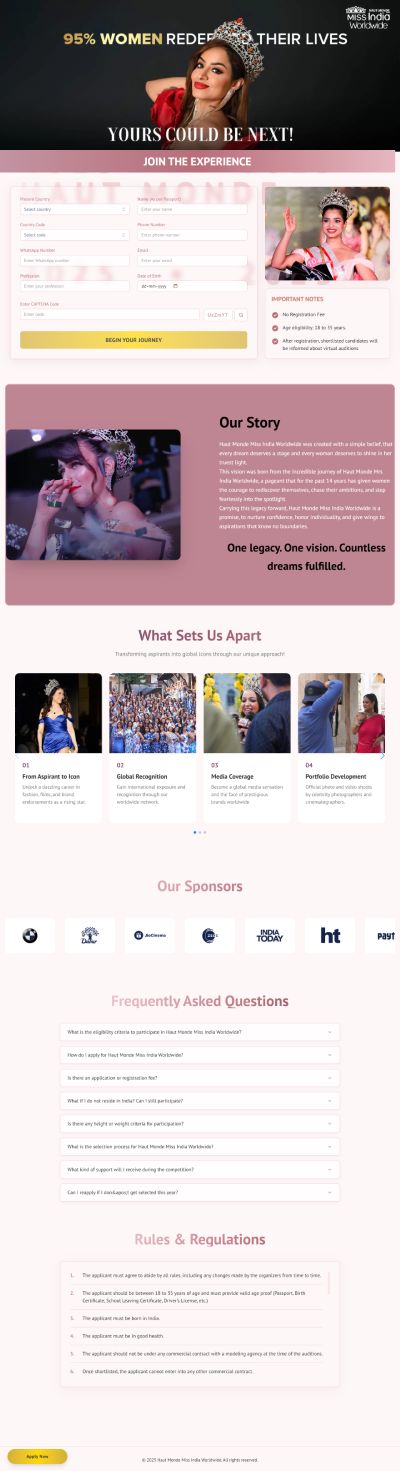 HAUT MONDE
MISS India
Worldwide
95% WOMEN REDEF THEIR LIVES
YOURS COULD BE NEXT!
JOIN THE EXPERIENCE
HAUT MONDE
Present Country
Name (As per Passport)
Select country
Enter your name
Country Code
Phone Number
Select code
Enter phone number
WhatsApp Number
Email
Enter WhatsApp number
Enter your email
Profession
Date of Birth
Enter your profession
dd-mm-yyyy
Enter CAPTCHA Code
Enter code
BEGIN YOUR JOURNEY
IMPORTANT NOTES
No Registration Fee
Age eligibility: 18 to 35 years.
After registration, shortlisted candidates will
be informed about virtual auditions
Our Story
Haut Monde Miss India Worldwide was created with a simple belief, that
every dream deserves a stage and every woman deserves to shine in her
truest light.
This vision was born from the incredible journey of Haut Monde Mrs
India Worldwide, a pageant that for the past 14 years has given women
the courage to rediscover themselves, chase their ambitions, and step
fearlessly into the spotlight.
Carrying this legacy forward, Haut Monde Miss India Worldwide is a
promise, to nurture confidence, honor individuality, and give wings to
aspirations that know no boundaries.
One legacy. One vision. Countless
dreams fulfilled.
What Sets Us Apart
Transforming aspirants into global icons through our unique approach!
01
From Aspirant to Icon
Unlock a dazzling career in
fashion, films, and brand
endorsements as a rising star.
02
Global Recognition
Gain international exposure and
recognition through our
worldwide network.
03
Media Coverage
Become a global media sensation
and the face of prestigious
brands worldwide
04
Portfolio Development
Official photo and video shoots
by celebrity photographers and
cinematographers.
Our Sponsors
Dabur
JioCinema
INDIA
TODAY
ht
payt
Frequently Asked Questions
What is the eligibility criteria to participate in Haut Monde Miss India Worldwide?
How do I apply for Haut Monde Miss India Worldwide?
Is there an application or registration fee?
What if I do not reside in India? Can I still participate?
Is there any height or weight criteria for participation?
What is the selection process for Haut Monde Miss India Worldwide?
What kind of support will I receive during the competition?
Can I reapply if I don&apos;t get selected this year?
Rules & Regulations
1. The applicant must agree to abide by all rules, including any changes made by the organizers from time to time.
2. The applicant should be between 18 to 35 years of age and must provide valid age proof (Passport, Birth
Certificate, School Leaving Certificate, Driver's License, etc.)
3. The applicant must be born in India.
4. The applicant must be in good health.
5. The applicant should not be under any commercial contract with a modeling agency at the time of the auditions.
6. Once shortlisted, the applicant cannot enter into any other commercial contract.
Apply Now
© 2025 Haut Monde Miss India Worldwide. All rights reserved.